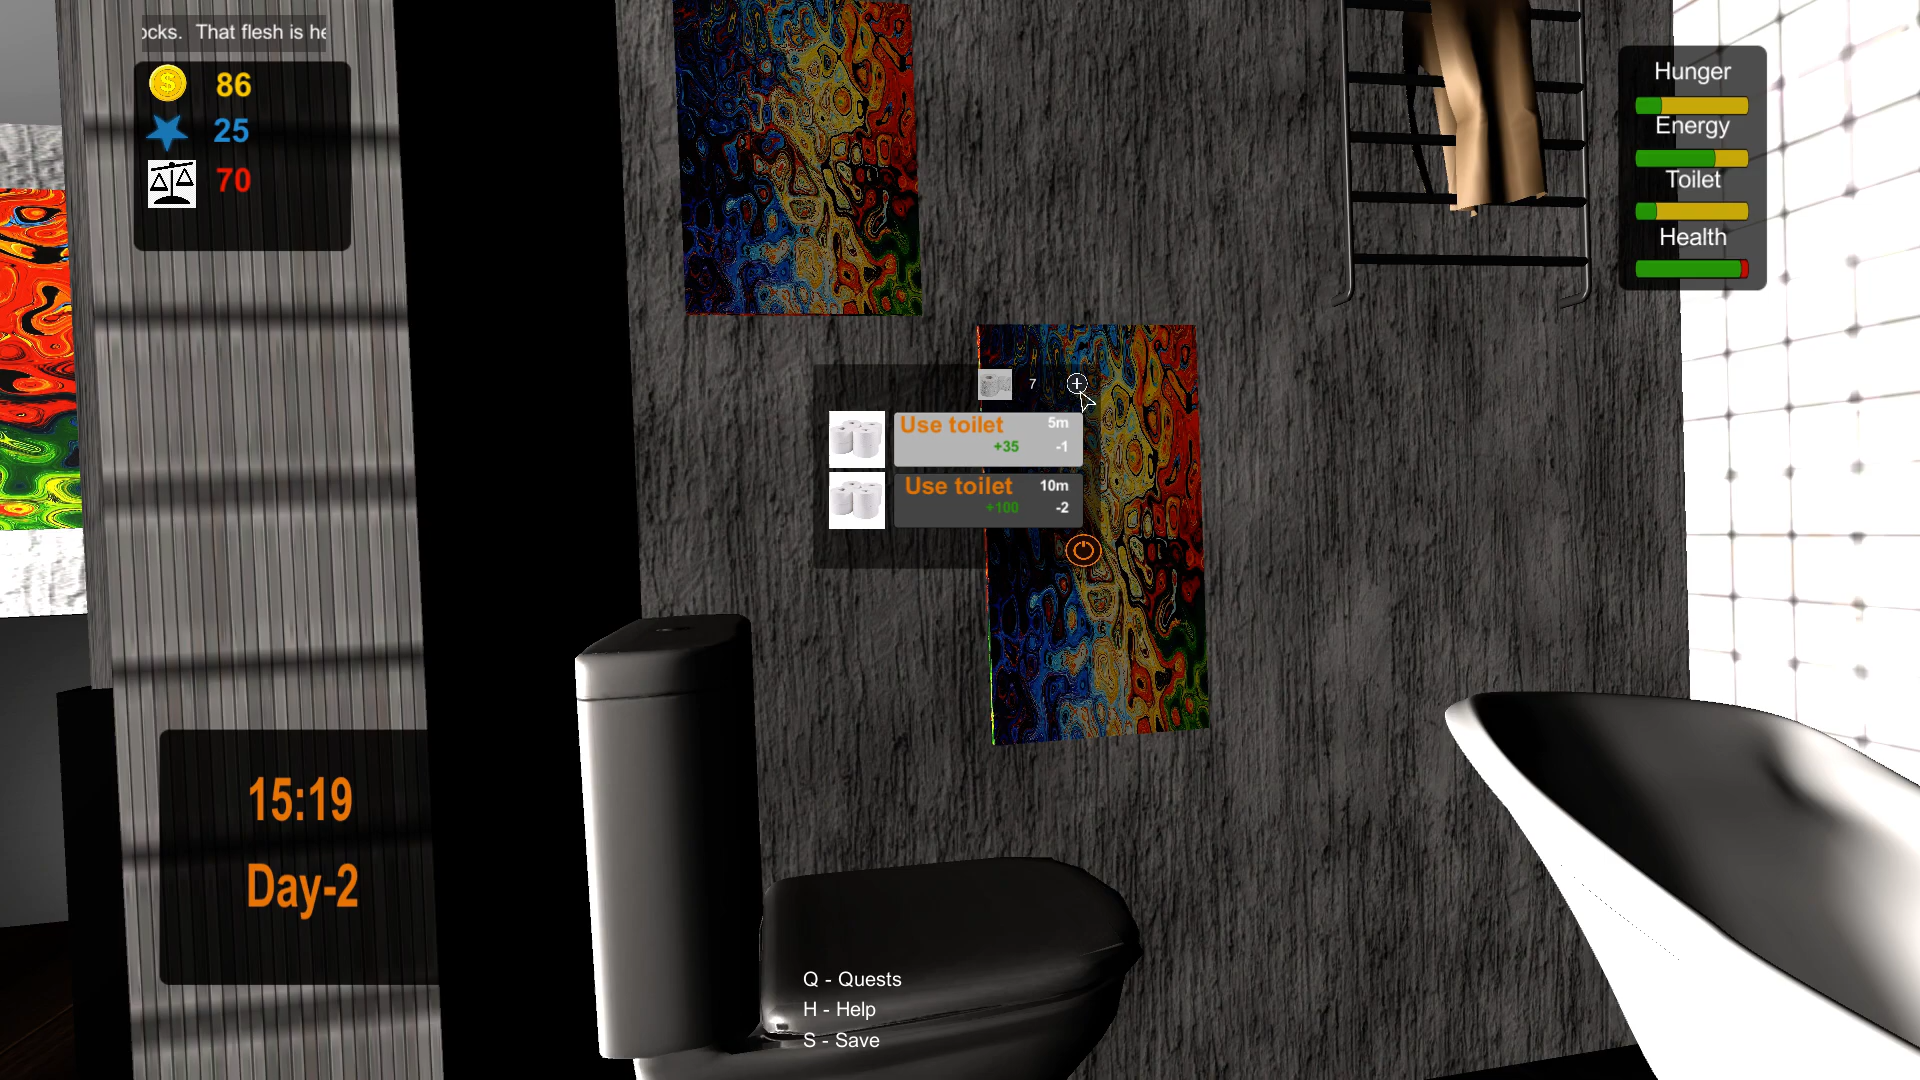 ocks.  That flesh is he
86
25
70
Hunger
Energy
Toilet
Health
7
Use toilet 5m
+35 -1
Use toilet 10m
+100 -2
15:19
Day-2
Q - Quests
H - Help
S - Save